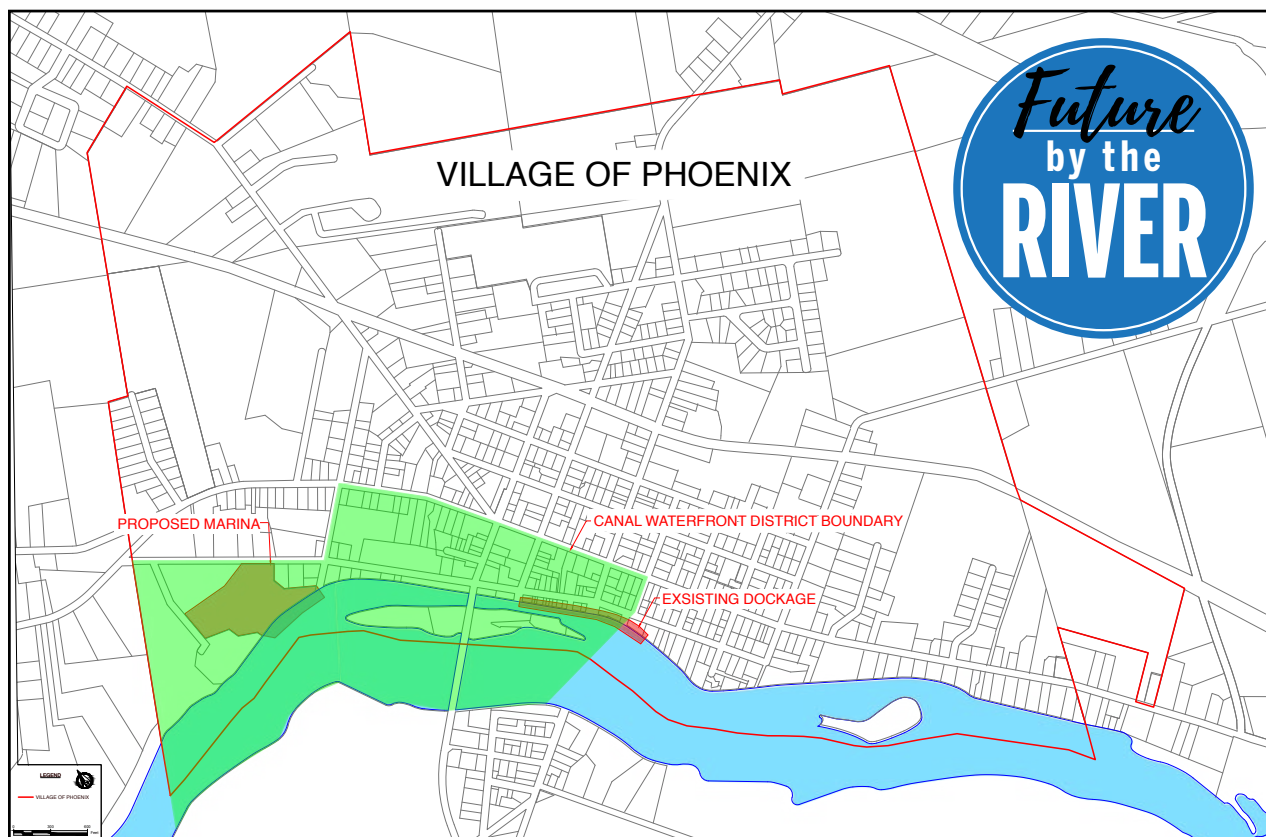 Future
by the
RIVER
VILLAGE OF PHOENIX
PROPOSED MARINA
CANAL WATERFRONT DISTRICT BOUNDARY
EXSISTING DOCKAGE
LEGEND
VILLAGE OF PHOENIX
Feet